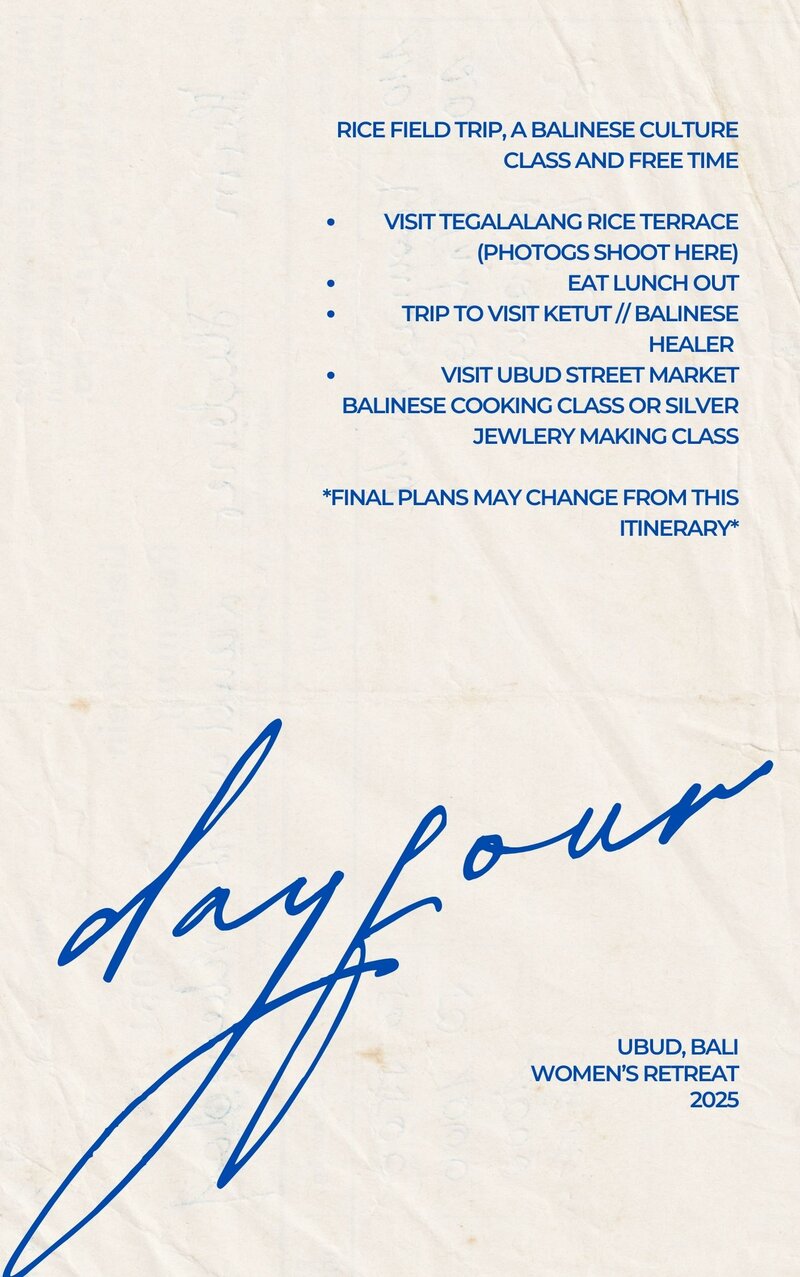 RICE FIELD TRIP, A BALINESE CULTURE
CLASS AND FREE TIME
• VISIT TEGALALANG RICE TERRACE
(PHOTOGS SHOOT HERE)
• EAT LUNCH OUT
• TRIP TO VISIT KETUT // BALINESE
HEALER
• VISIT UBUD STREET MARKET
BALINESE COOKING CLASS OR SILVER
JEWLERY MAKING CLASS
*FINAL PLANS MAY CHANGE FROM THIS
ITINERARY*
day four
UBUD, BALI
WOMEN’S RETREAT
2025